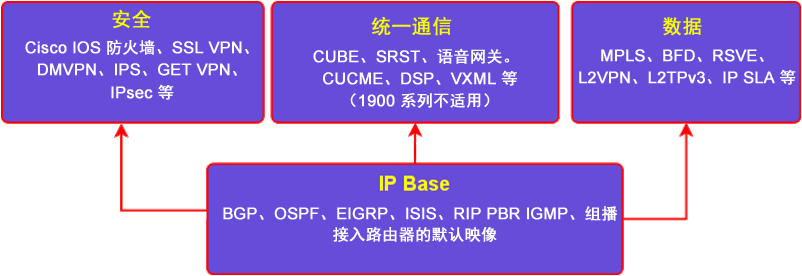 安全
Cisco IOS 防火墙、SSL VPN、
DMVPN、IPS、GET VPN、
IPsec 等
统一通信
CUBE、SRST、语音网关。
CUCME、DSP、VXML 等
（1900 系列不适用）
数据
MPLS、BFD、RSVE、
L2VPN、L2TPv3、IP SLA 等
IP Base
BGP、OSPF、EIGRP、ISIS、RIP PBR IGMP、组播
接入路由器的默认映像